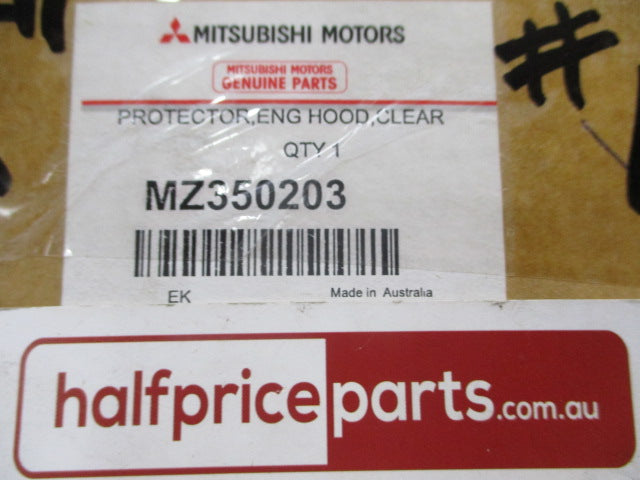 MITSUBISHI MOTORS
MITSUBISHI MOTORS
GENUINE PARTS
PROTECTOR,ENG HOOD,CLEAR
QTY 1
MZ350203
EK
Made in Australia
halfpriceparts.com.au
#